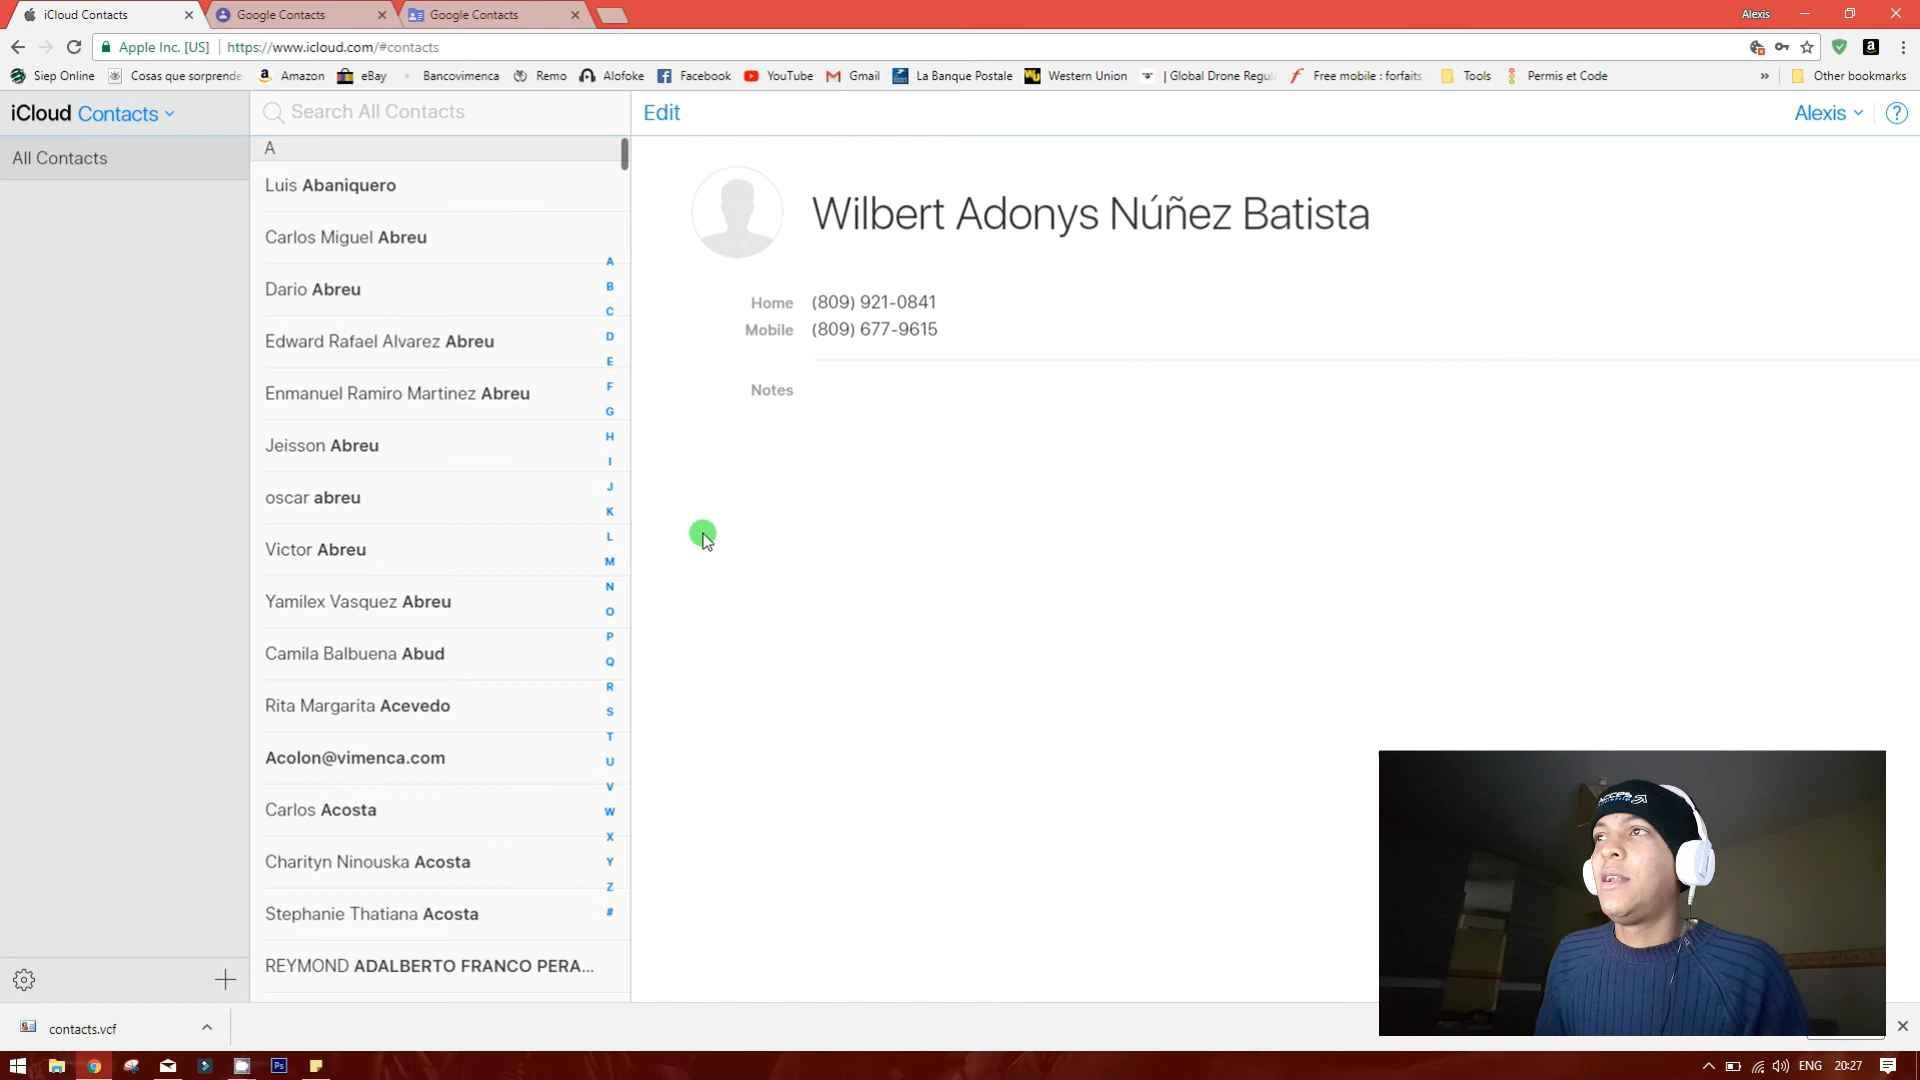 iCloud Contacts
Google Contacts
Google Contacts
Alexis
Apple Inc. [US]
https://www.icloud.com/#contacts
Siep Online
Cosas que sorprende
Amazon
eBay
Bancovimenca
Remo
Alofoke
Facebook
YouTube
Gmail
La Banque Postale
Western Union
| Global Drone Regula
Free mobile : forfaits
Tools
Permis et Code
»
Other bookmarks
iCloud Contacts
Search All Contacts
Edit
Alexis
?
All Contacts
A
Luis Abaniquero
Carlos Miguel Abreu
Dario Abreu
Edward Rafael Alvarez Abreu
Enmanuel Ramiro Martinez Abreu
Jeisson Abreu
oscar abreu
Victor Abreu
Yamilex Vasquez Abreu
Camila Balbuena Abud
Rita Margarita Acevedo
Acolon@vimenca.com
Carlos Acosta
Charityn Ninouska Acosta
Stephanie Thatiana Acosta
REYMOND ADALBERTO FRANCO PERA...
A
B
C
D
E
F
G
H
I
J
K
L
M
N
O
P
Q
R
S
T
U
V
W
X
Y
Z
#
Wilbert Adonys Núñez Batista
Home (809) 921-0841
Mobile (809) 677-9615
Notes
contacts.vcf
Ps
ENG
20:27